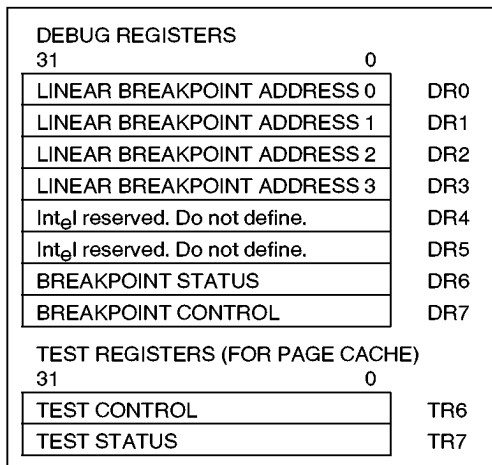 DEBUG REGISTERS
31 0
LINEAR BREAKPOINT ADDRESS 0 DR0
LINEAR BREAKPOINT ADDRESS 1 DR1
LINEAR BREAKPOINT ADDRESS 2 DR2
LINEAR BREAKPOINT ADDRESS 3 DR3
Intel reserved. Do not define. DR4
Intel reserved. Do not define. DR5
BREAKPOINT STATUS DR6
BREAKPOINT CONTROL DR7
TEST REGISTERS (FOR PAGE CACHE)
31 0
TEST CONTROL TR6
TEST STATUS TR7